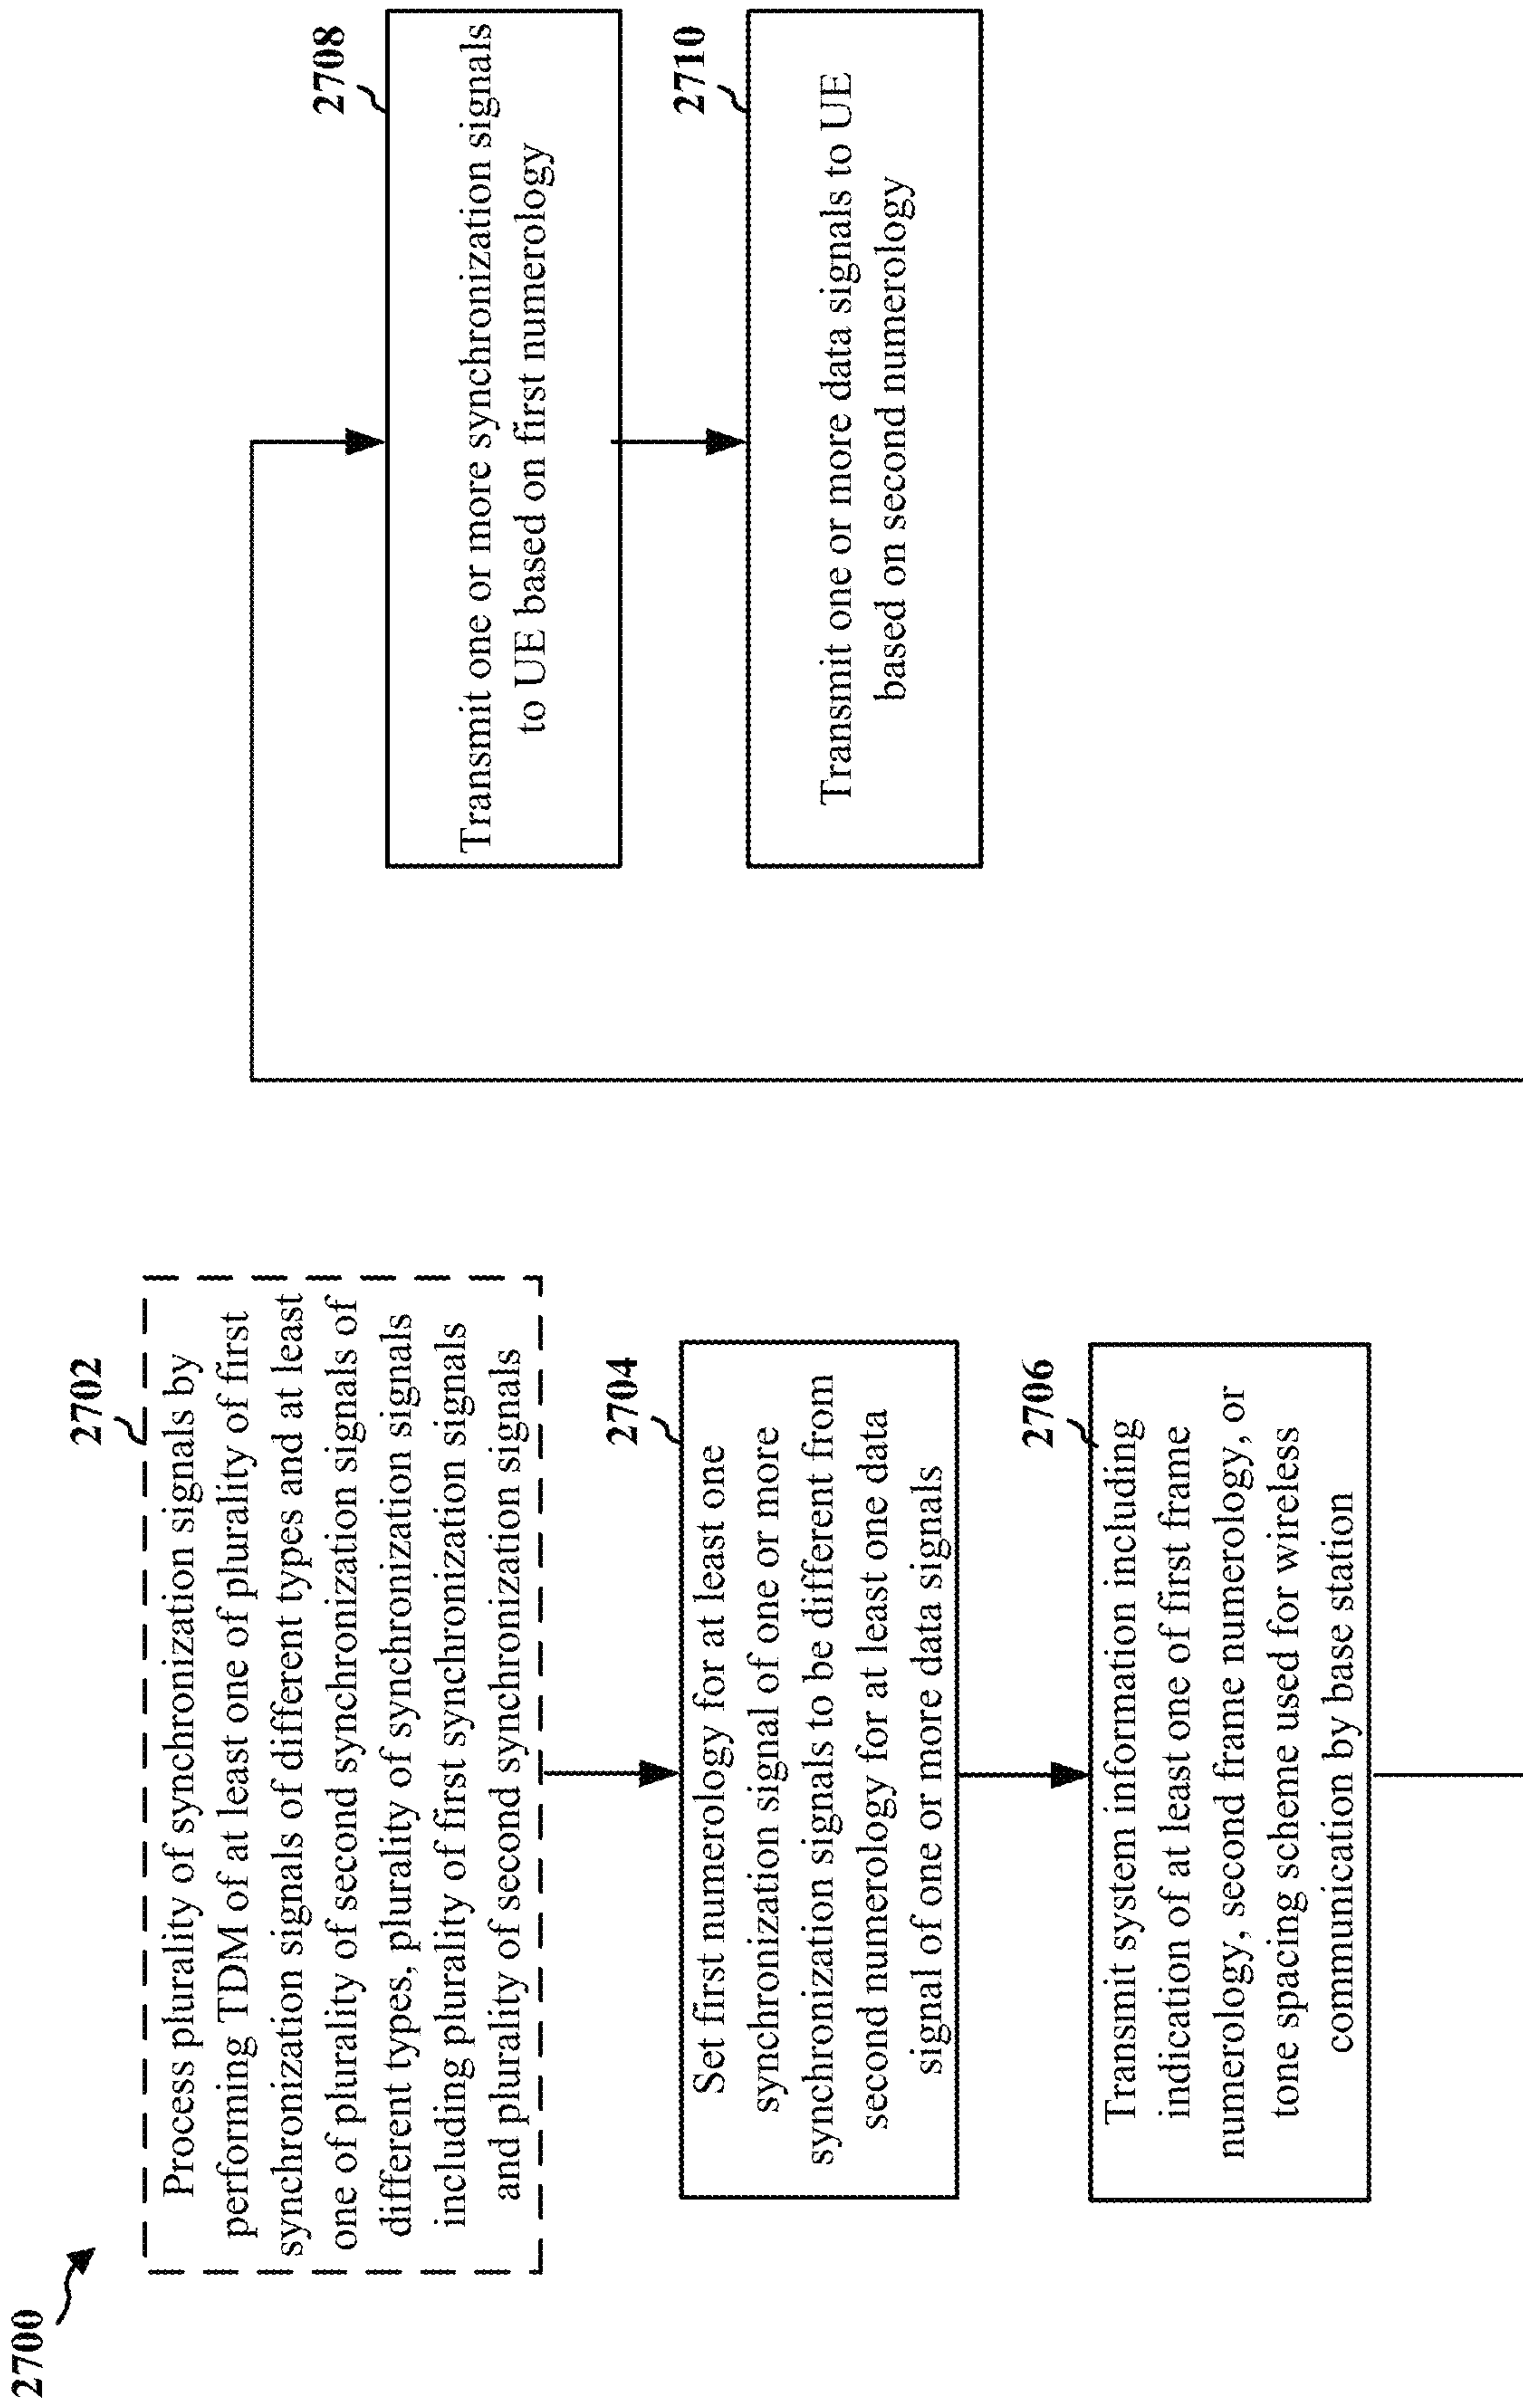 2700
2702
Process plurality of synchronization signals by
performing TDM of at least one of plurality of first
synchronization signals of different types and at least
one of plurality of second synchronization signals of
different types, plurality of synchronization signals
including plurality of first synchronization signals
and plurality of second synchronization signals
2704
Set first numerology for at least one
synchronization signal of one or more
synchronization signals to be different from
second numerology for at least one data
signal of one or more data signals
2706
Transmit system information including
indication of at least one of first frame
numerology, second frame numerology, or
tone spacing scheme used for wireless
communication by base station
2708
Transmit one or more synchronization signals
to UE based on first numerology
2710
Transmit one or more data signals to UE
based on second numerology